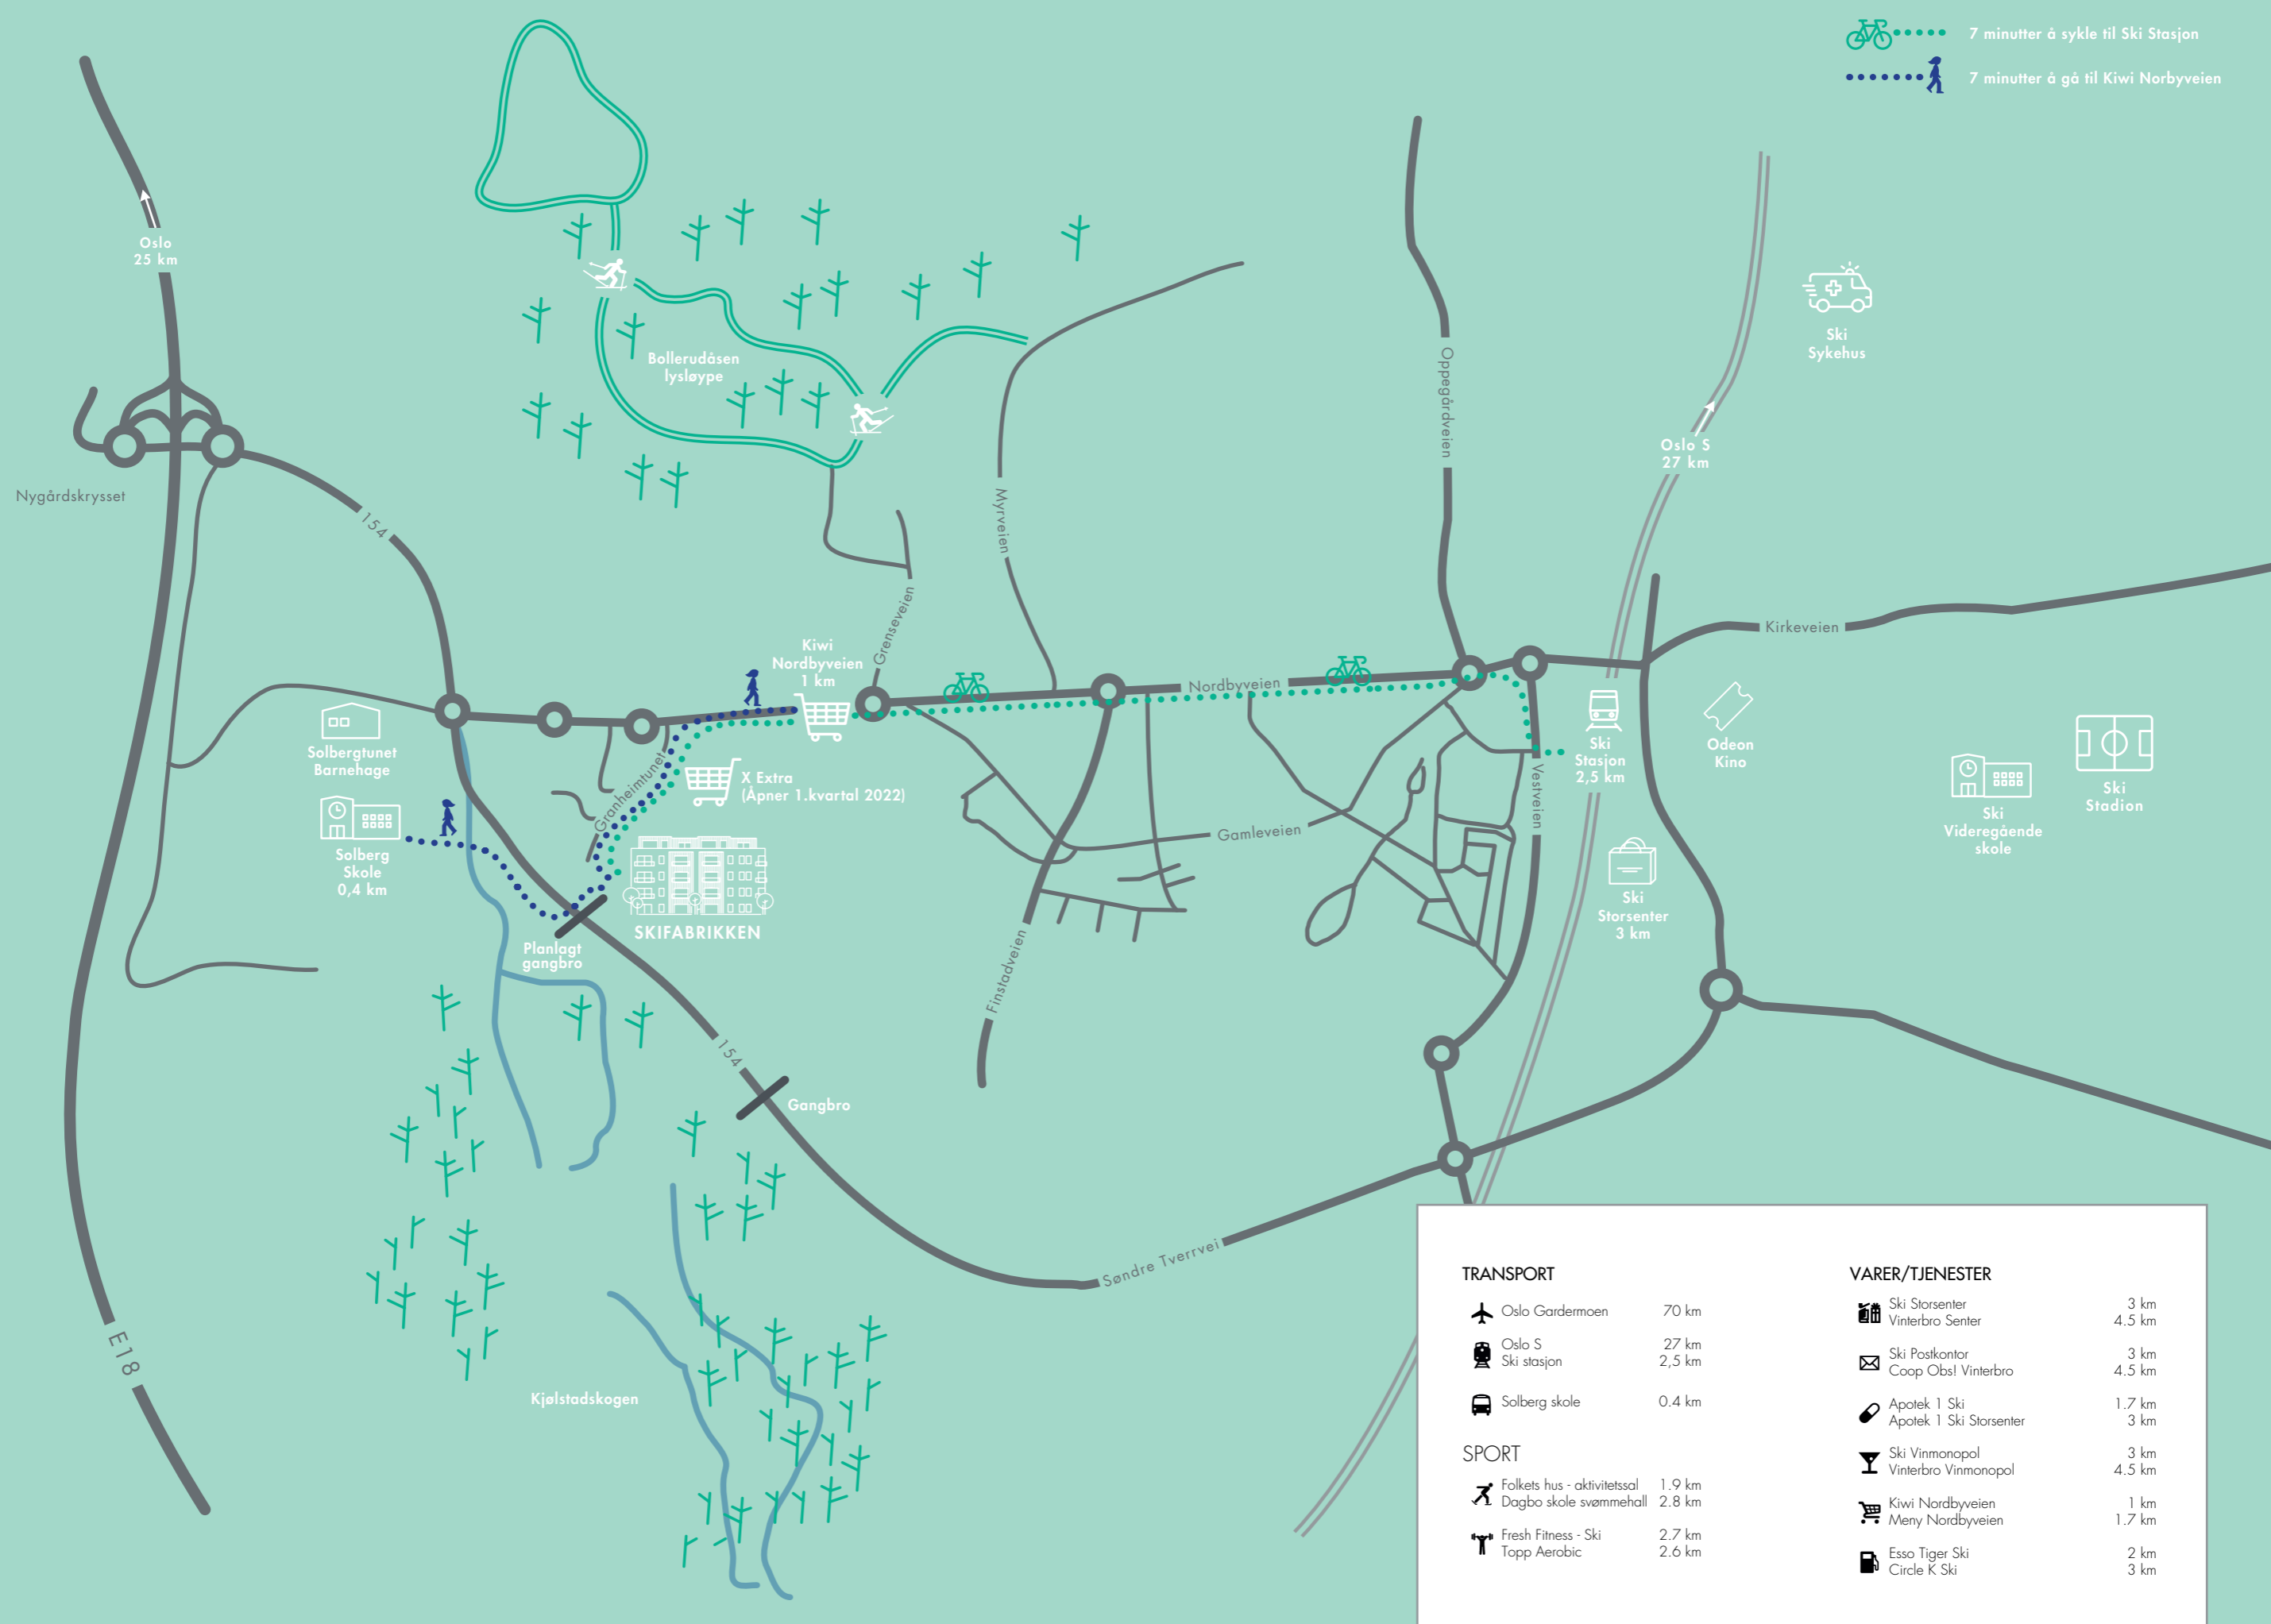 7 minutter å sykle til Ski Stasjon
7 minutter å gå til Kiwi Norbyveien
Oslo
25 km
Bollerudåsen
lysløype
Oppegårdveien
Ski
Sykehus
Oslo S
27 km
Nygårdskrysset
154
Myrveien
Grenseveien
Kirkeveien
Kiwi
Nordbyveien
1 km
Nordbyveien
Solbergtunet
Barnehage
Granheimtunet
X Extra
(Åpner 1.kvartal 2022)
Ski
Stasjon
2,5 km
Odeon
Kino
Vestveien
Gamleveien
Ski
Stadion
Ski
Videregående
skole
Solberg
Skole
0,4 km
SKIFABRIKKEN
Ski
Storsenter
3 km
Planlagt
gangbro
Finstadveien
154
Gangbro
Søndre Tverrvei
E18
Kjølstadskogen
TRANSPORT
Oslo Gardermoen 70 km
Oslo S 27 km
Ski stasjon 2,5 km
Solberg skole 0.4 km
SPORT
Folkets hus - aktivitetssal 1.9 km
Dagbo skole svømmehall 2.8 km
Fresh Fitness - Ski 2.7 km
Topp Aerobic 2.6 km
VARER/TJENESTER
Ski Storsenter 3 km
Vinterbro Senter 4.5 km
Ski Postkontor 3 km
Coop Obs! Vinterbro 4.5 km
Apotek 1 Ski 1.7 km
Apotek 1 Ski Storsenter 3 km
Ski Vinmonopol 3 km
Vinterbro Vinmonopol 4.5 km
Kiwi Nordbyveien 1 km
Meny Nordbyveien 1.7 km
Esso Tiger Ski 2 km
Circle K Ski 3 km